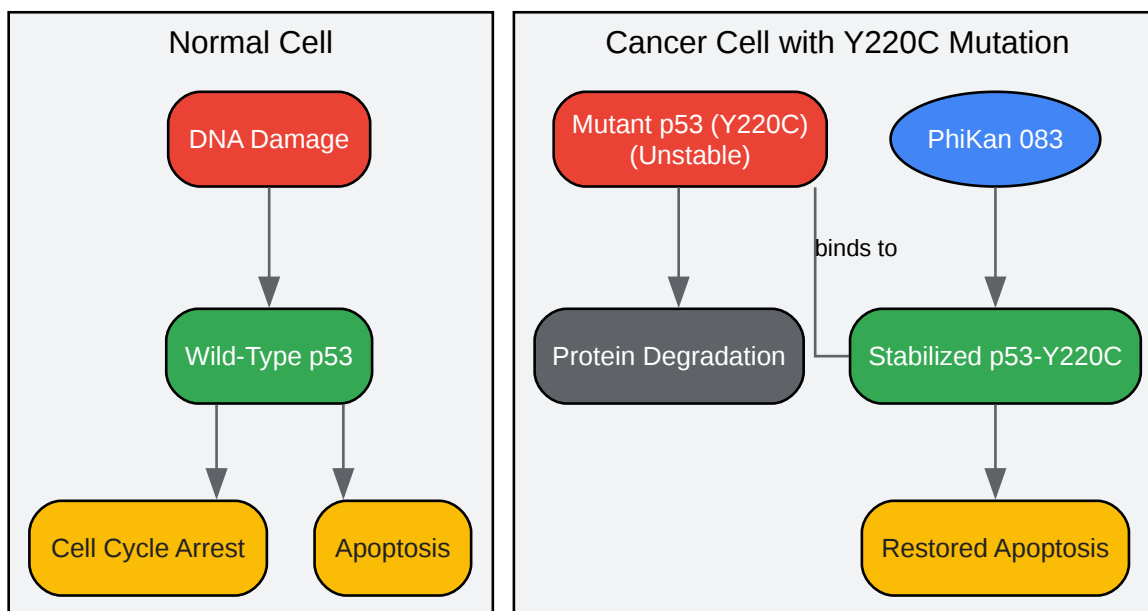 Normal Cell
DNA Damage
Wild-Type p53
Cell Cycle Arrest
Apoptosis
Cancer Cell with Y220C Mutation
Mutant p53 (Y220C)
(Unstable)
PhiKan 083
binds to
Protein Degradation
Stabilized p53-Y220C
Restored Apoptosis